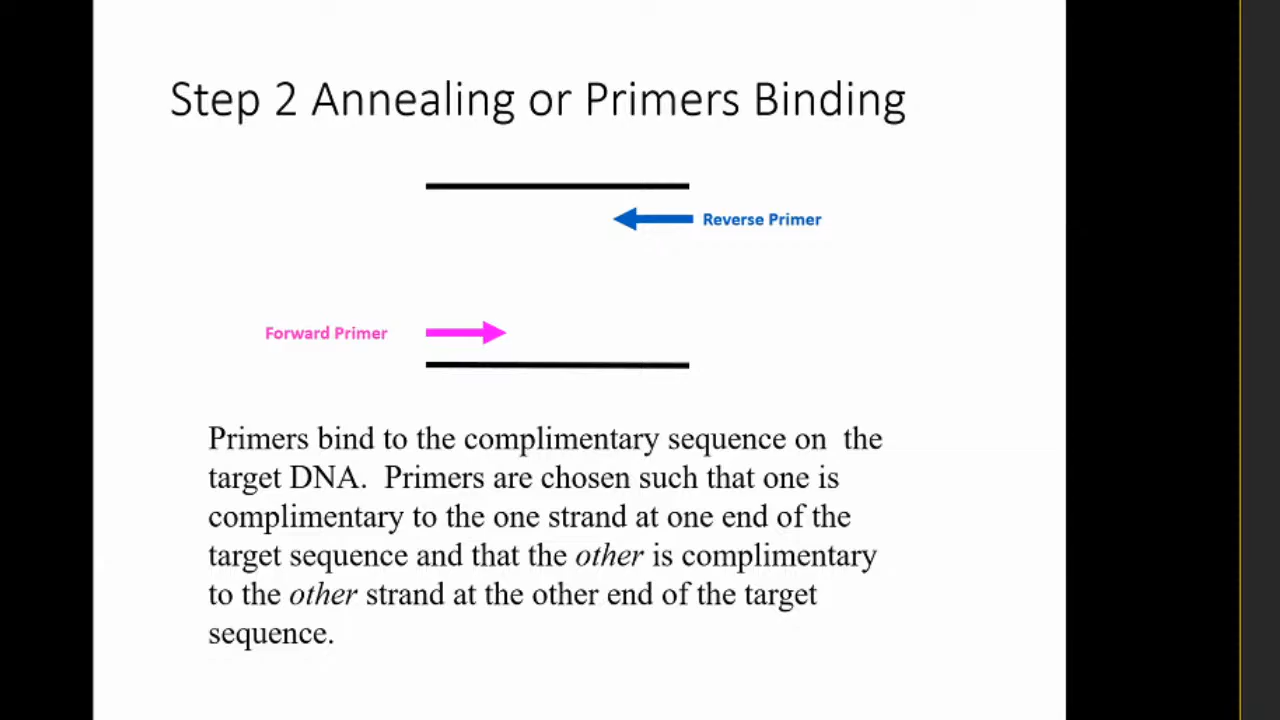 Step 2 Annealing or Primers Binding
Reverse Primer
Forward Primer
Primers bind to the complimentary sequence on  the
target DNA.  Primers are chosen such that one is
complimentary to the one strand at one end of the
target sequence and that the other is complimentary
to the other strand at the other end of the target
sequence.